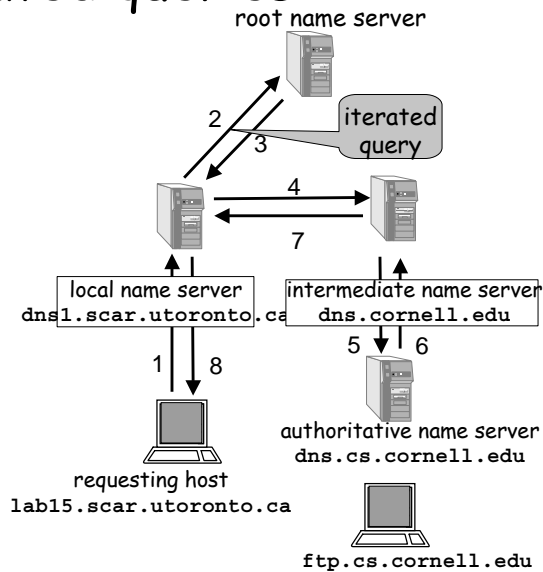 queries
root name server
iterated
query
2
3
4
7
local name server
dns1.scar.utoronto.ca
intermediate name server
dns.cornell.edu
1
8
5
6
authoritative name server
dns.cs.cornell.edu
requesting host
lab15.scar.utoronto.ca
ftp.cs.cornell.edu